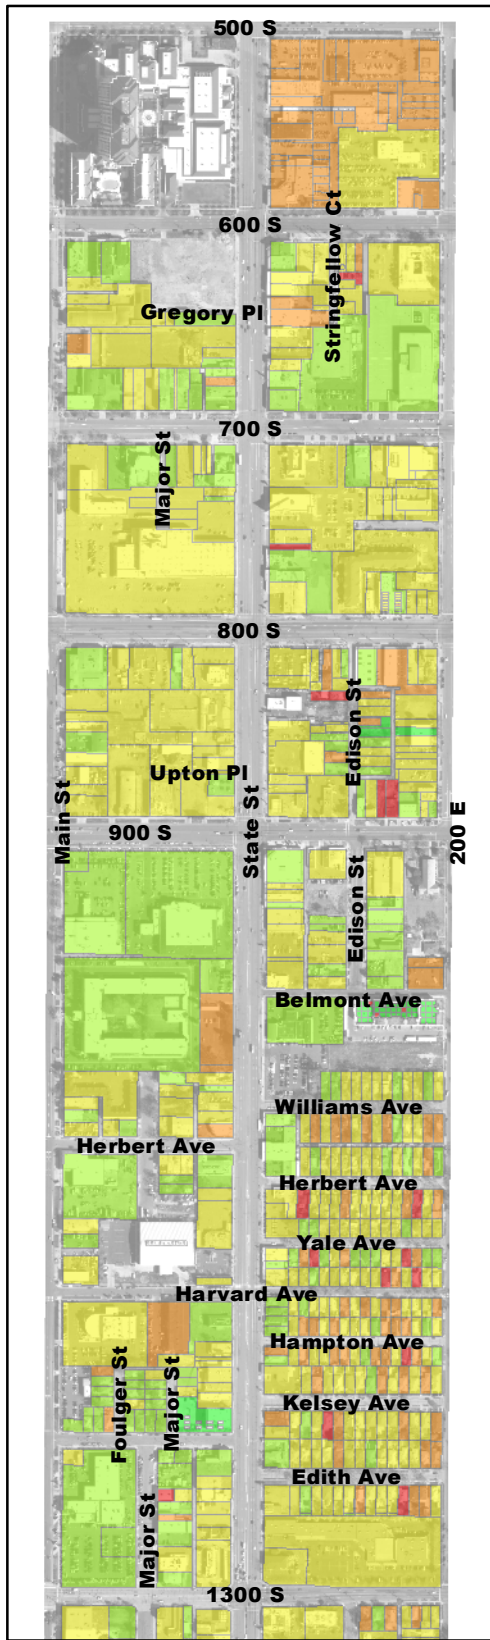 500 S
Stringfellow Ct
600 S
Gregory Pl
700 S
Major St
800 S
Edison St
Upton Pl
Main St
State St
200 E
900 S
Edison St
Belmont Ave
Williams Ave
Herbert Ave
Herbert Ave
Yale Ave
Harvard Ave
Hampton Ave
Foulger St
Major St
Kelsey Ave
Edith Ave
Major St
1300 S